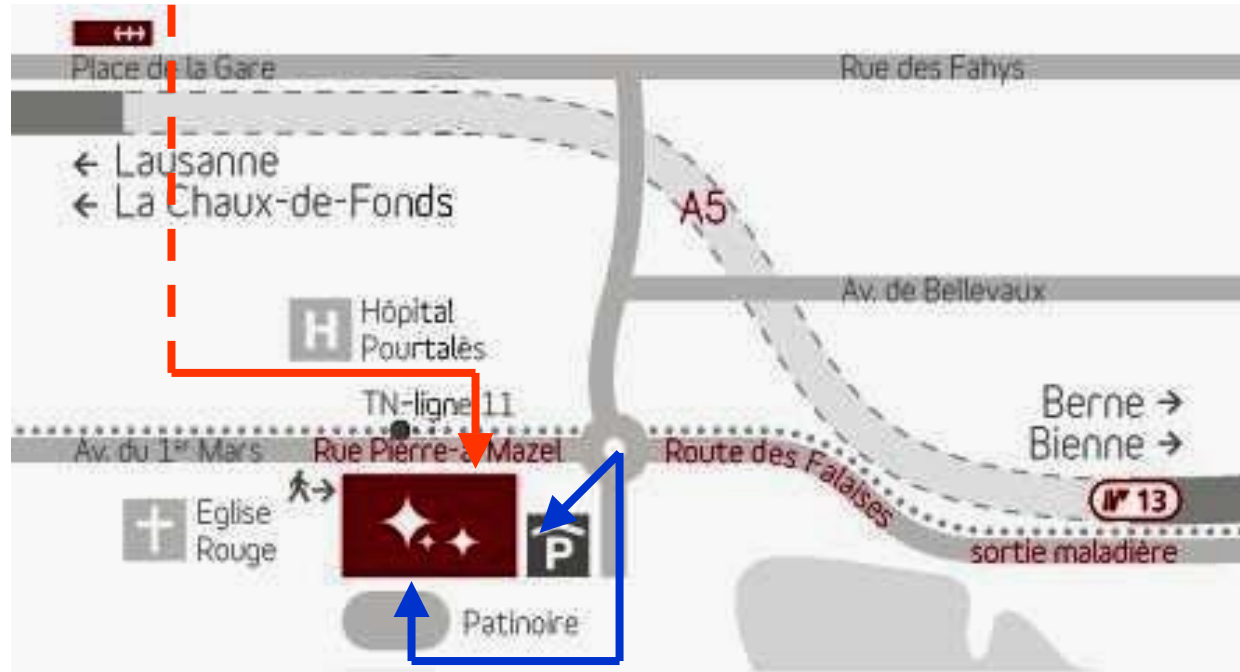 Place de la Gare
Rue des Fahys
← Lausanne
← La Chaux-de-Fonds
A5
Av. de Bellevaux
H
Hôpital
Pourtalès
TN-ligne 11
Berne →
Bienne →
Av. du 1er Mars
Rue Pierre-à-Mazel
Route des Falaises
13
Eglise
Rouge
P
sortie maladière
Patinoire